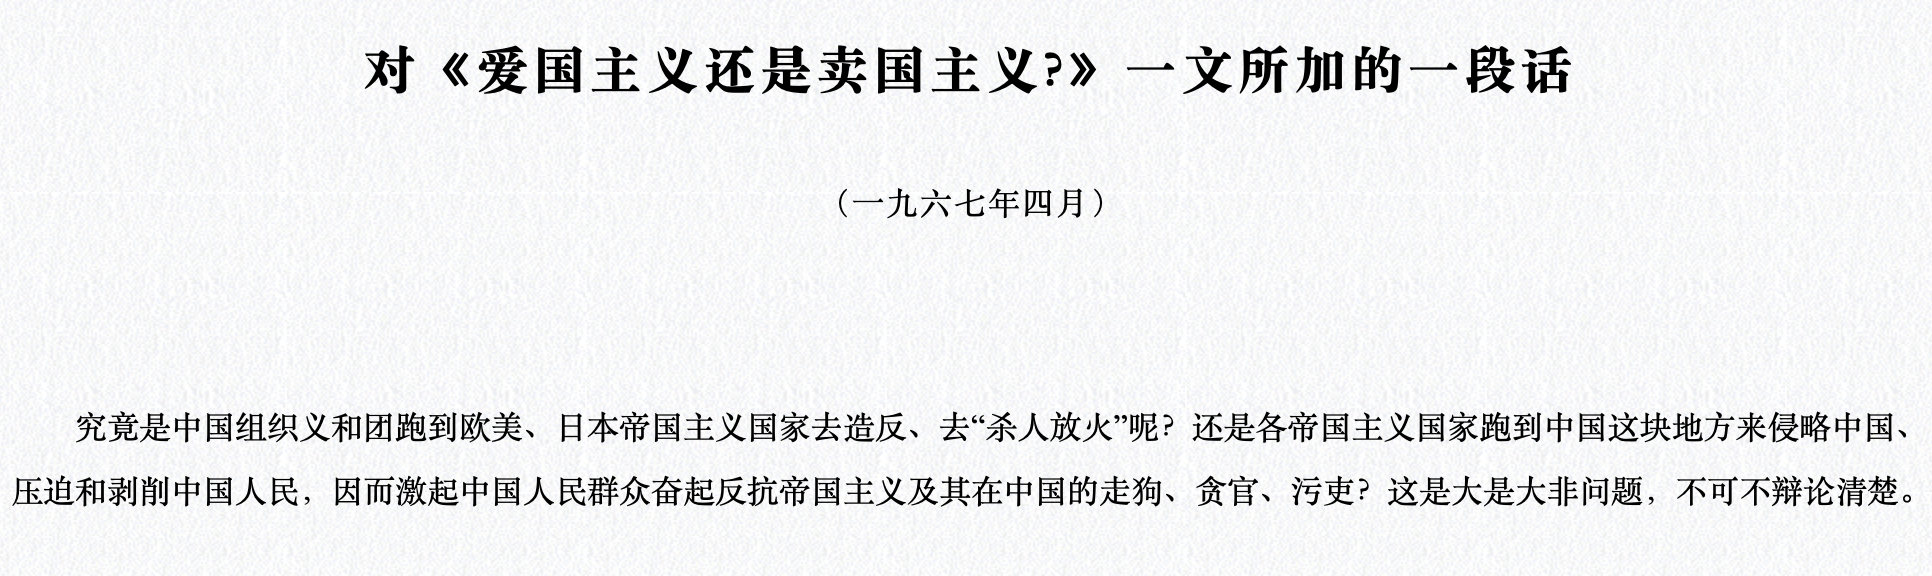 对《爱国主义还是卖国主义?》一文所加的一段话
（一九六七年四月）
究竟是中国组织义和团跑到欧美、日本帝国主义国家去造反、去“杀人放火”呢？还是各帝国主义国家跑到中国这块地方来侵略中国、
压迫和剥削中国人民，因而激起中国人民群众奋起反抗帝国主义及其在中国的走狗、贪官、污吏？这是大是大非问题，不可不辩论清楚。